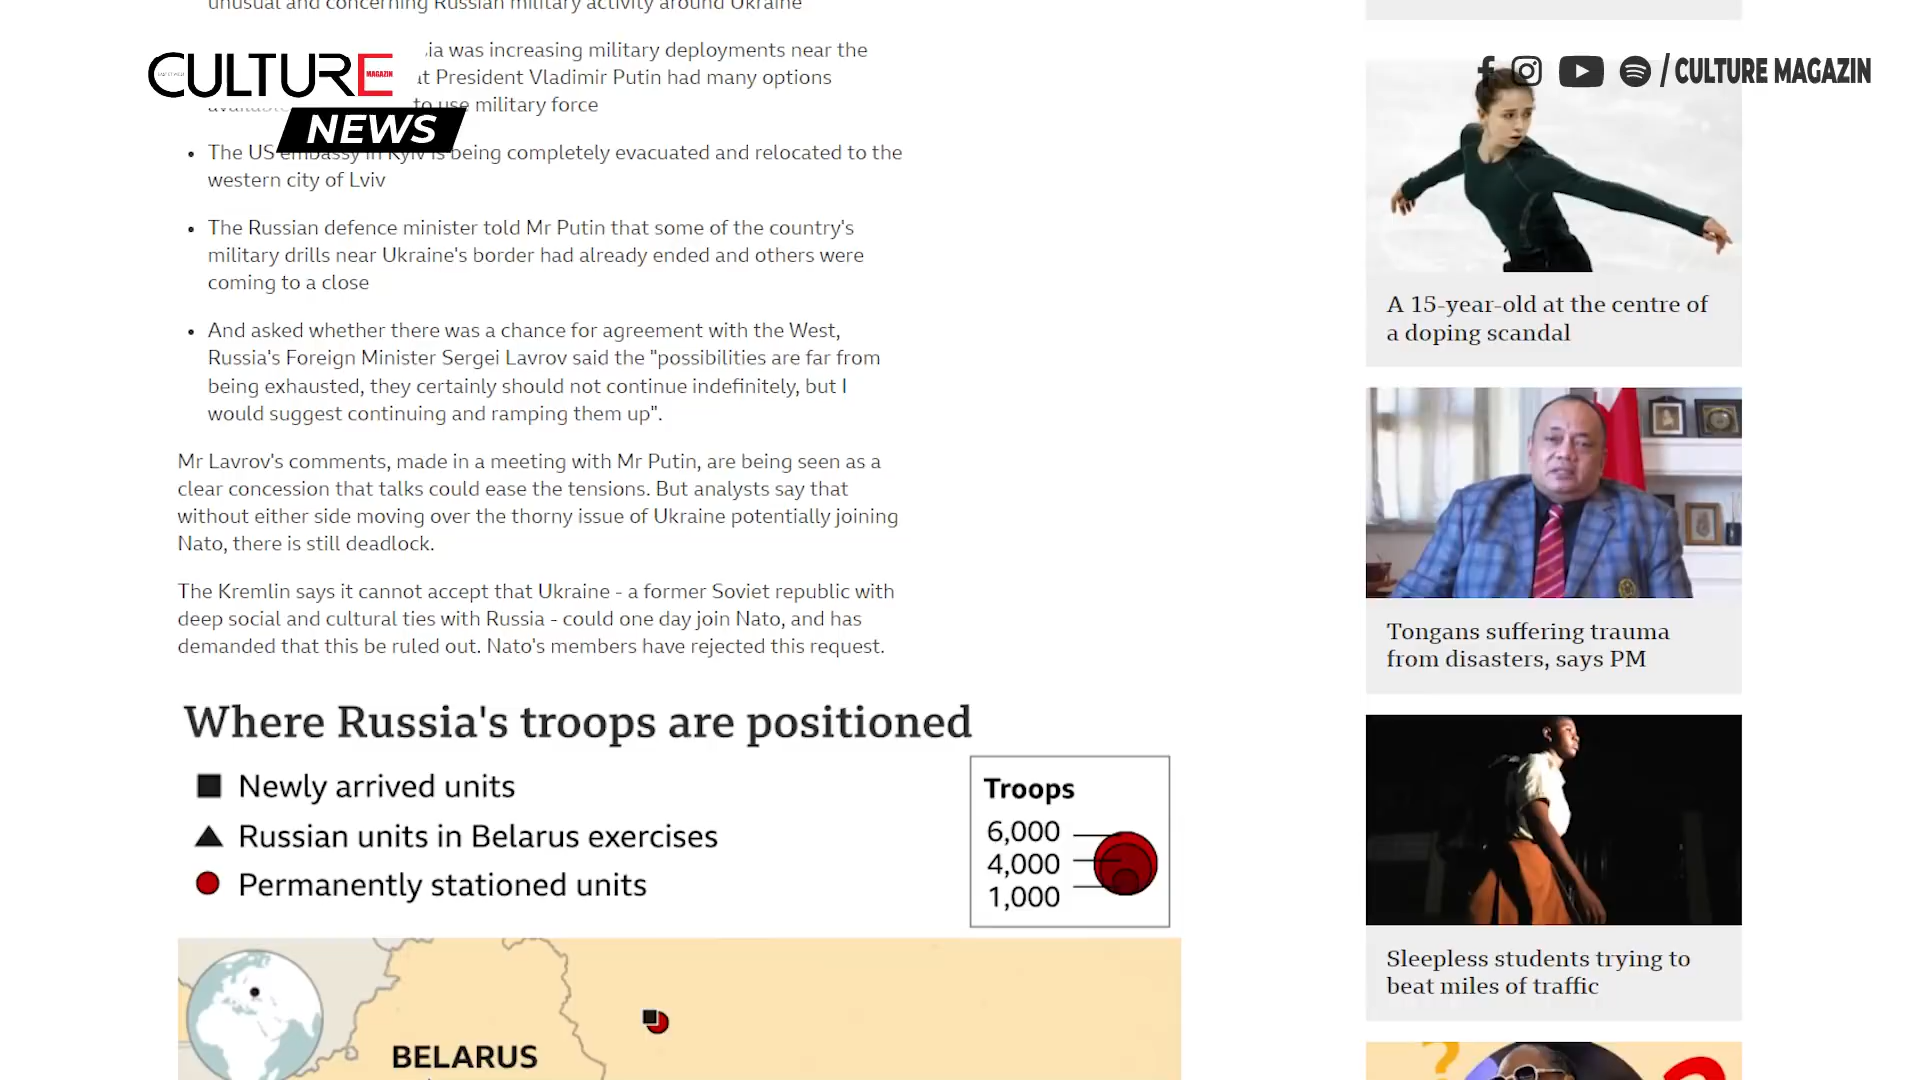 unusual and concerning Russian military activity around Ukraine
CULTURE
MAGAZIN
NEWS
was increasing military deployments near the
President Vladimir Putin had many options
available
to use military force
The US embassy in Kyiv is being completely evacuated and relocated to the
western city of Lviv
The Russian defence minister told Mr Putin that some of the country's
military drills near Ukraine's border had already ended and others were
coming to a close
And asked whether there was a chance for agreement with the West,
Russia's Foreign Minister Sergei Lavrov said the "possibilities are far from
being exhausted, they certainly should not continue indefinitely, but I
would suggest continuing and ramping them up".
Mr Lavrov's comments, made in a meeting with Mr Putin, are being seen as a
clear concession that talks could ease the tensions. But analysts say that
without either side moving over the thorny issue of Ukraine potentially joining
Nato, there is still deadlock.
The Kremlin says it cannot accept that Ukraine - a former Soviet republic with
deep social and cultural ties with Russia - could one day join Nato, and has
demanded that this be ruled out. Nato's members have rejected this request.
Where Russia's troops are positioned
Newly arrived units
Russian units in Belarus exercises
Permanently stationed units
Troops
6,000
4,000
1,000
BELARUS
/ CULTURE MAGAZIN
A 15-year-old at the centre of
a doping scandal
Tongans suffering trauma
from disasters, says PM
Sleepless students trying to
beat miles of traffic